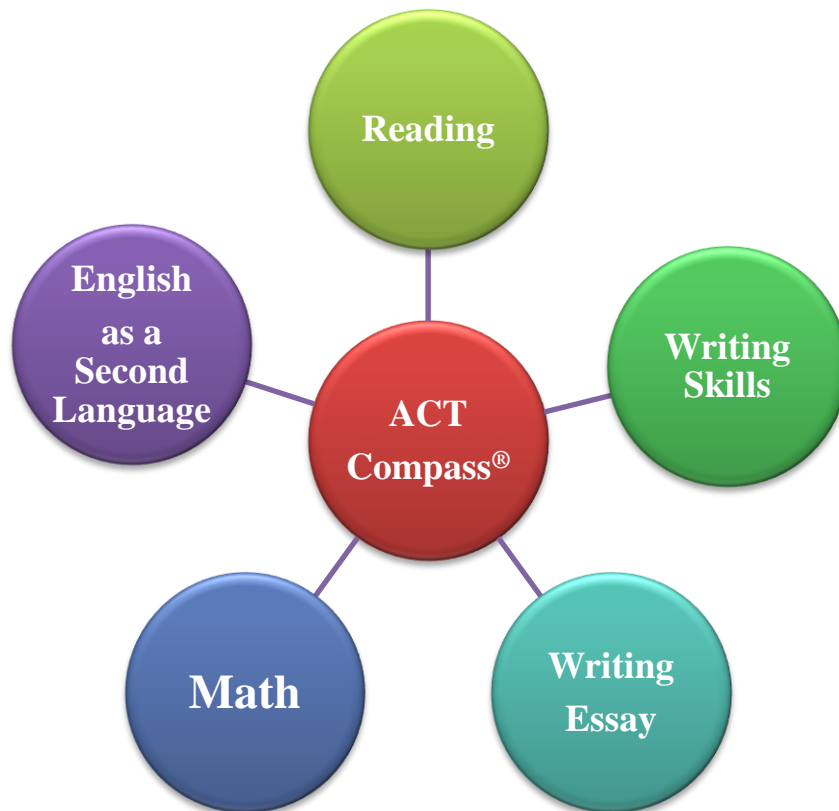 Reading
English
as a
Second
Language
Writing
Skills
ACT
Compass®
Math
Writing
Essay